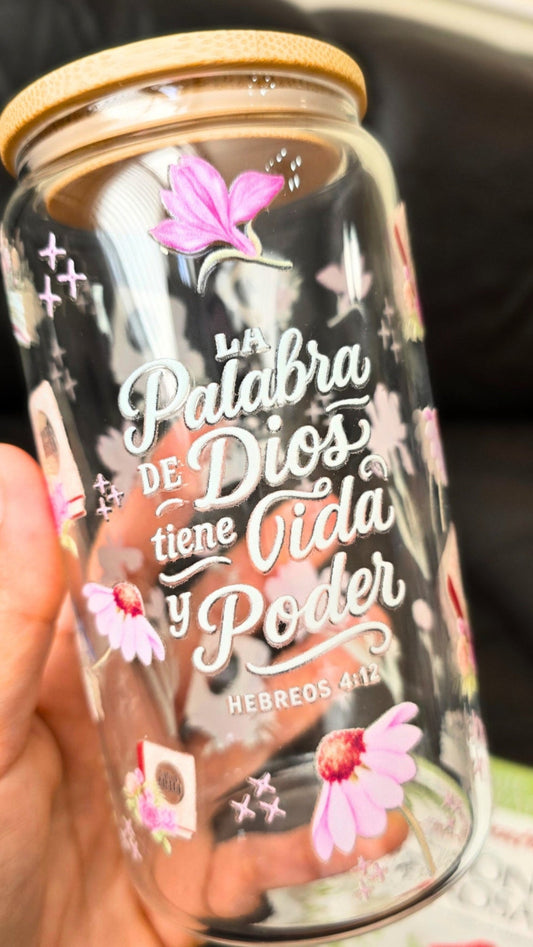 LA
Palabra
DE Dios
tiene Vida
y Poder
HEBREOS 4:12